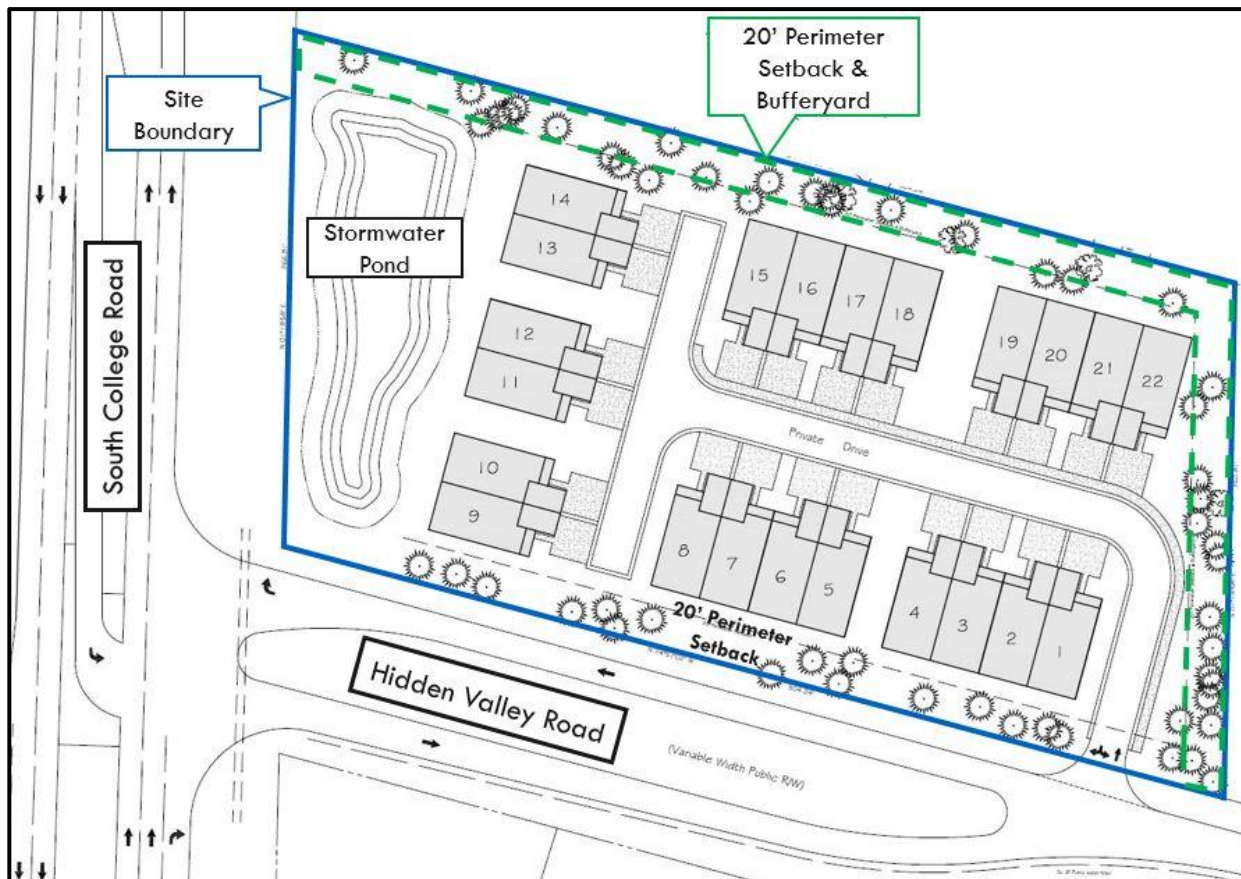 20' Perimeter
Setback &
Bufferyard
Site
Boundary
Stormwater
Pond
South College Road
14
13
12
11
10
9
15
16
17
18
19
20
21
22
Private Drive
8
7
6
5
4
3
2
1
20' Perimeter
Setback
Hidden Valley Road
(Variable Width Public R/W)